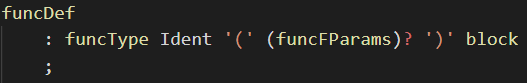 funcDef
: funcType Ident '(' (funcFParams)? ')' block
;